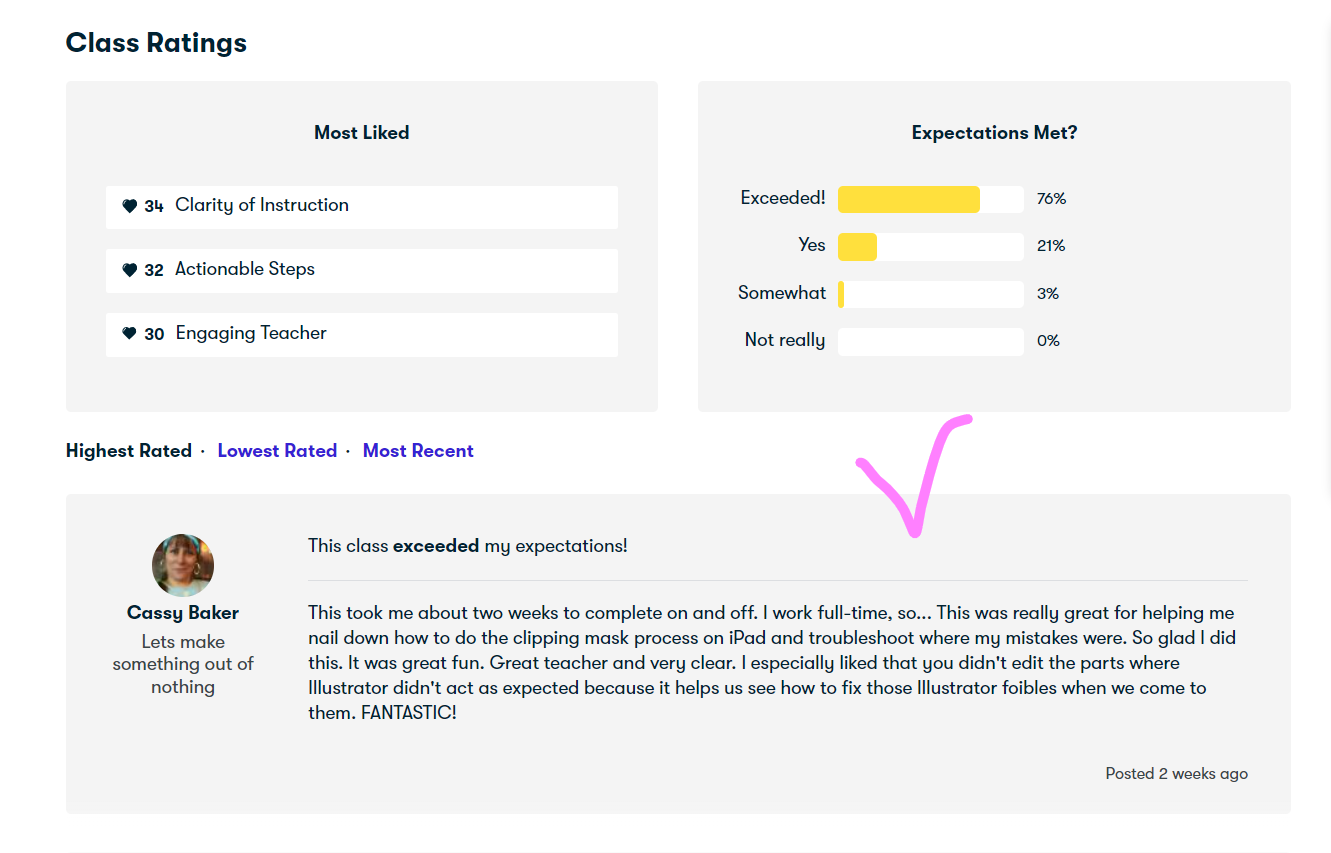 Class Ratings
Most Liked
34 Clarity of Instruction
32 Actionable Steps
30 Engaging Teacher
Expectations Met?
Exceeded! 76%
Yes 21%
Somewhat 3%
Not really 0%
Highest Rated · Lowest Rated · Most Recent
Cassy Baker
Lets make
something out of
nothing
This class exceeded my expectations!
This took me about two weeks to complete on and off. I work full-time, so... This was really great for helping me
nail down how to do the clipping mask process on iPad and troubleshoot where my mistakes were. So glad I did
this. It was great fun. Great teacher and very clear. I especially liked that you didn't edit the parts where
Illustrator didn't act as expected because it helps us see how to fix those Illustrator foibles when we come to
them. FANTASTIC!
Posted 2 weeks ago